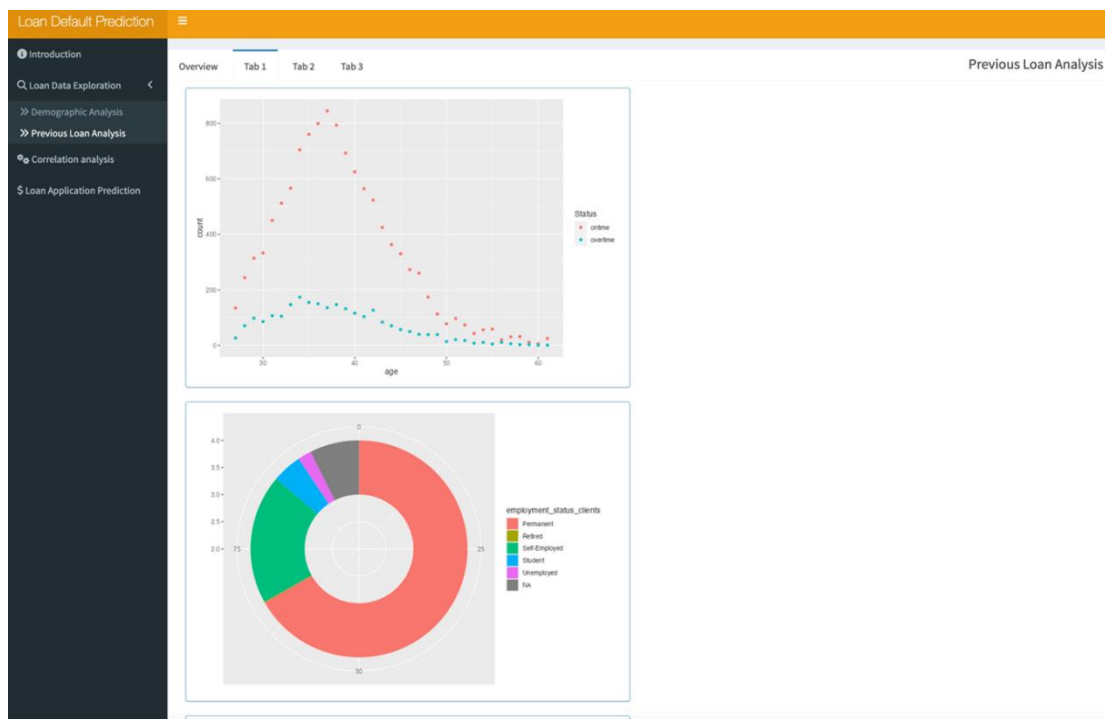 Loan Default Prediction
Introduction
Loan Data Exploration
Demographic Analysis
Previous Loan Analysis
Correlation analysis
$ Loan Application Prediction
Overview Tab 1 Tab 2 Tab 3
Previous Loan Analysis
800
600
400
200
0
count
30 40 50 60
age
Status
ontime
overtime
4.0
3.5
3.0
2.5
2.0
0
25
50
75
employment_status_clients
Permanent
Retired
Self-Employed
Student
Unemployed
NA